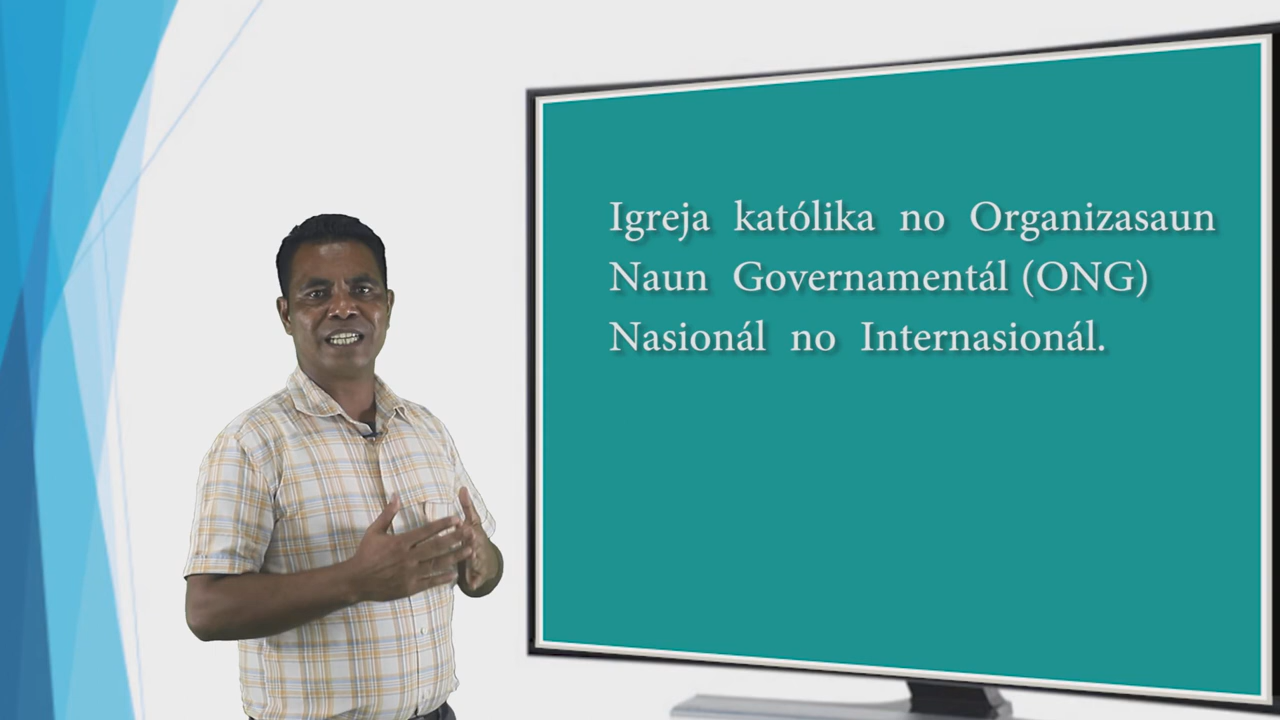 Igreja katólika no Organizasaun
Naun Governamentál (ONG)
Nasionál no Internasionál.